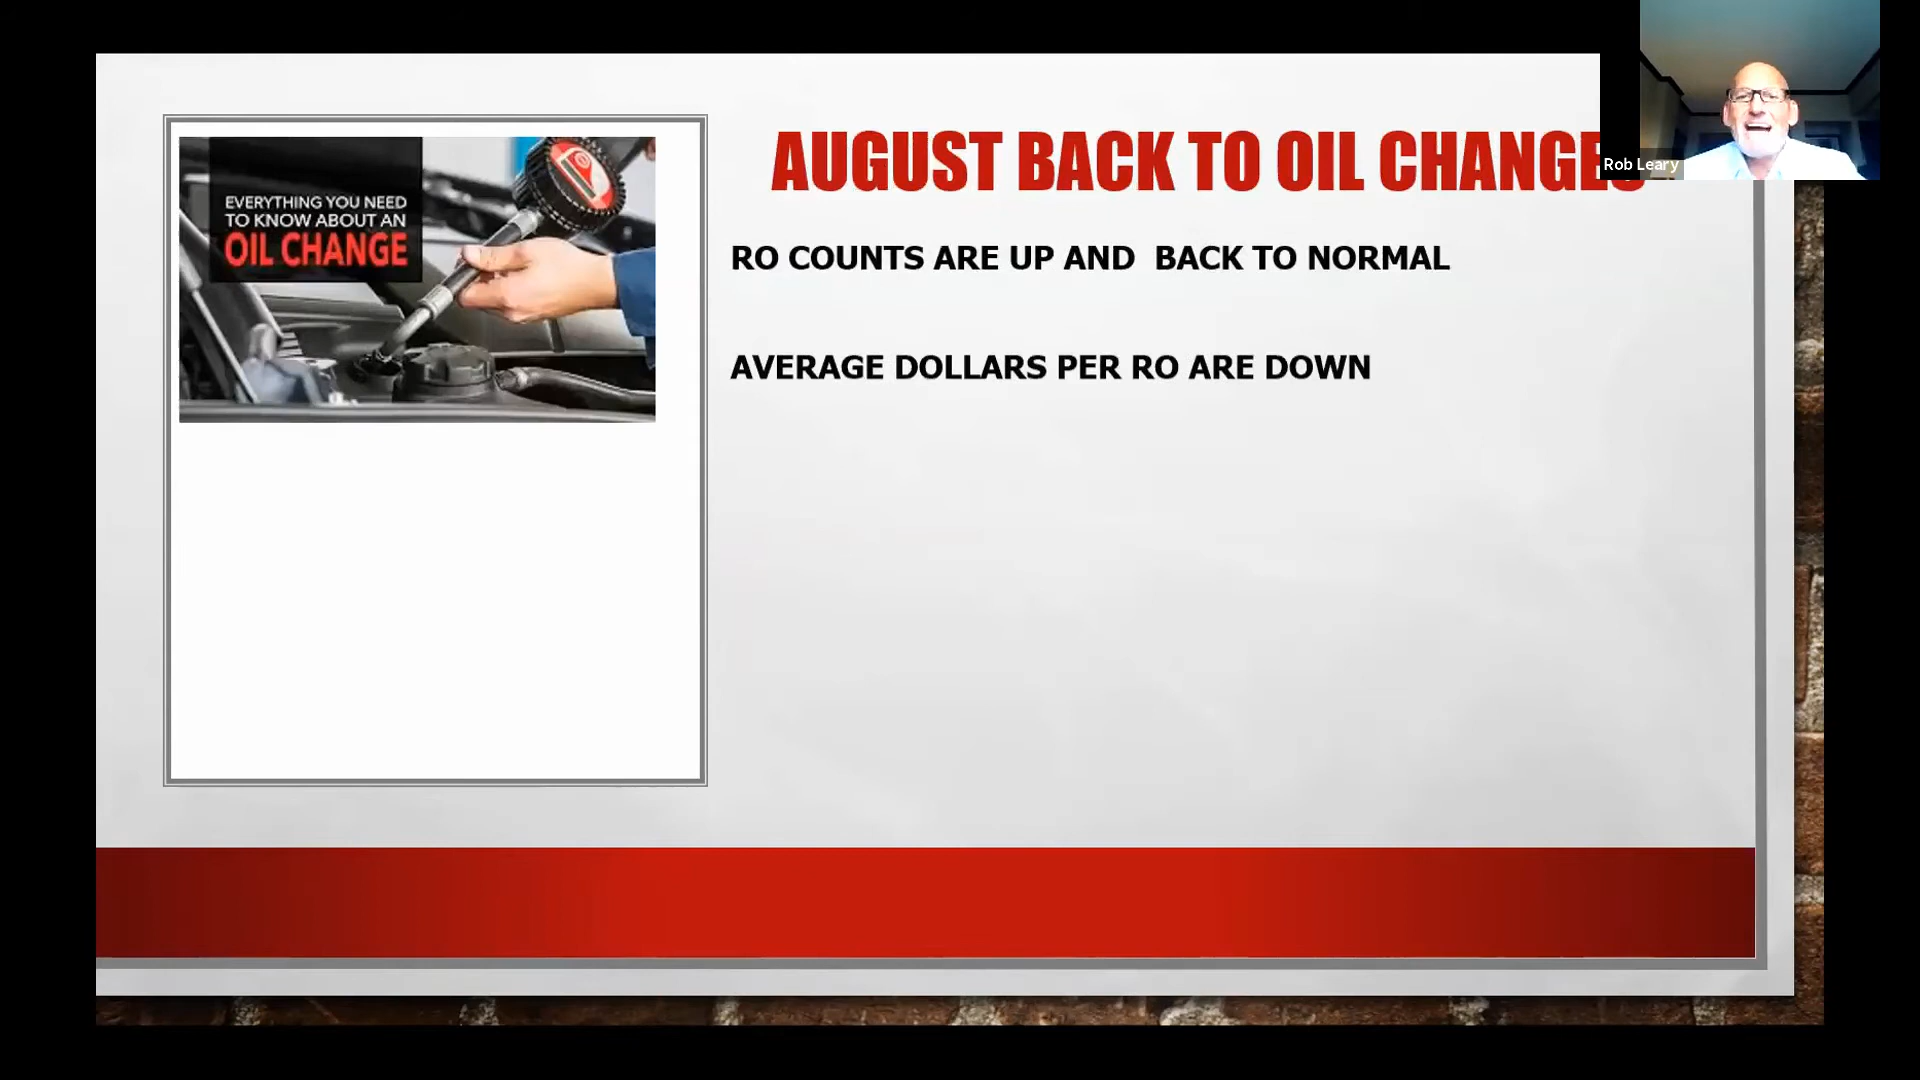 AUGUST BACK TO OIL CHANGES
Rob Leary
EVERYTHING YOU NEED
TO KNOW ABOUT AN
OIL CHANGE
RO COUNTS ARE UP AND  BACK TO NORMAL
AVERAGE DOLLARS PER RO ARE DOWN